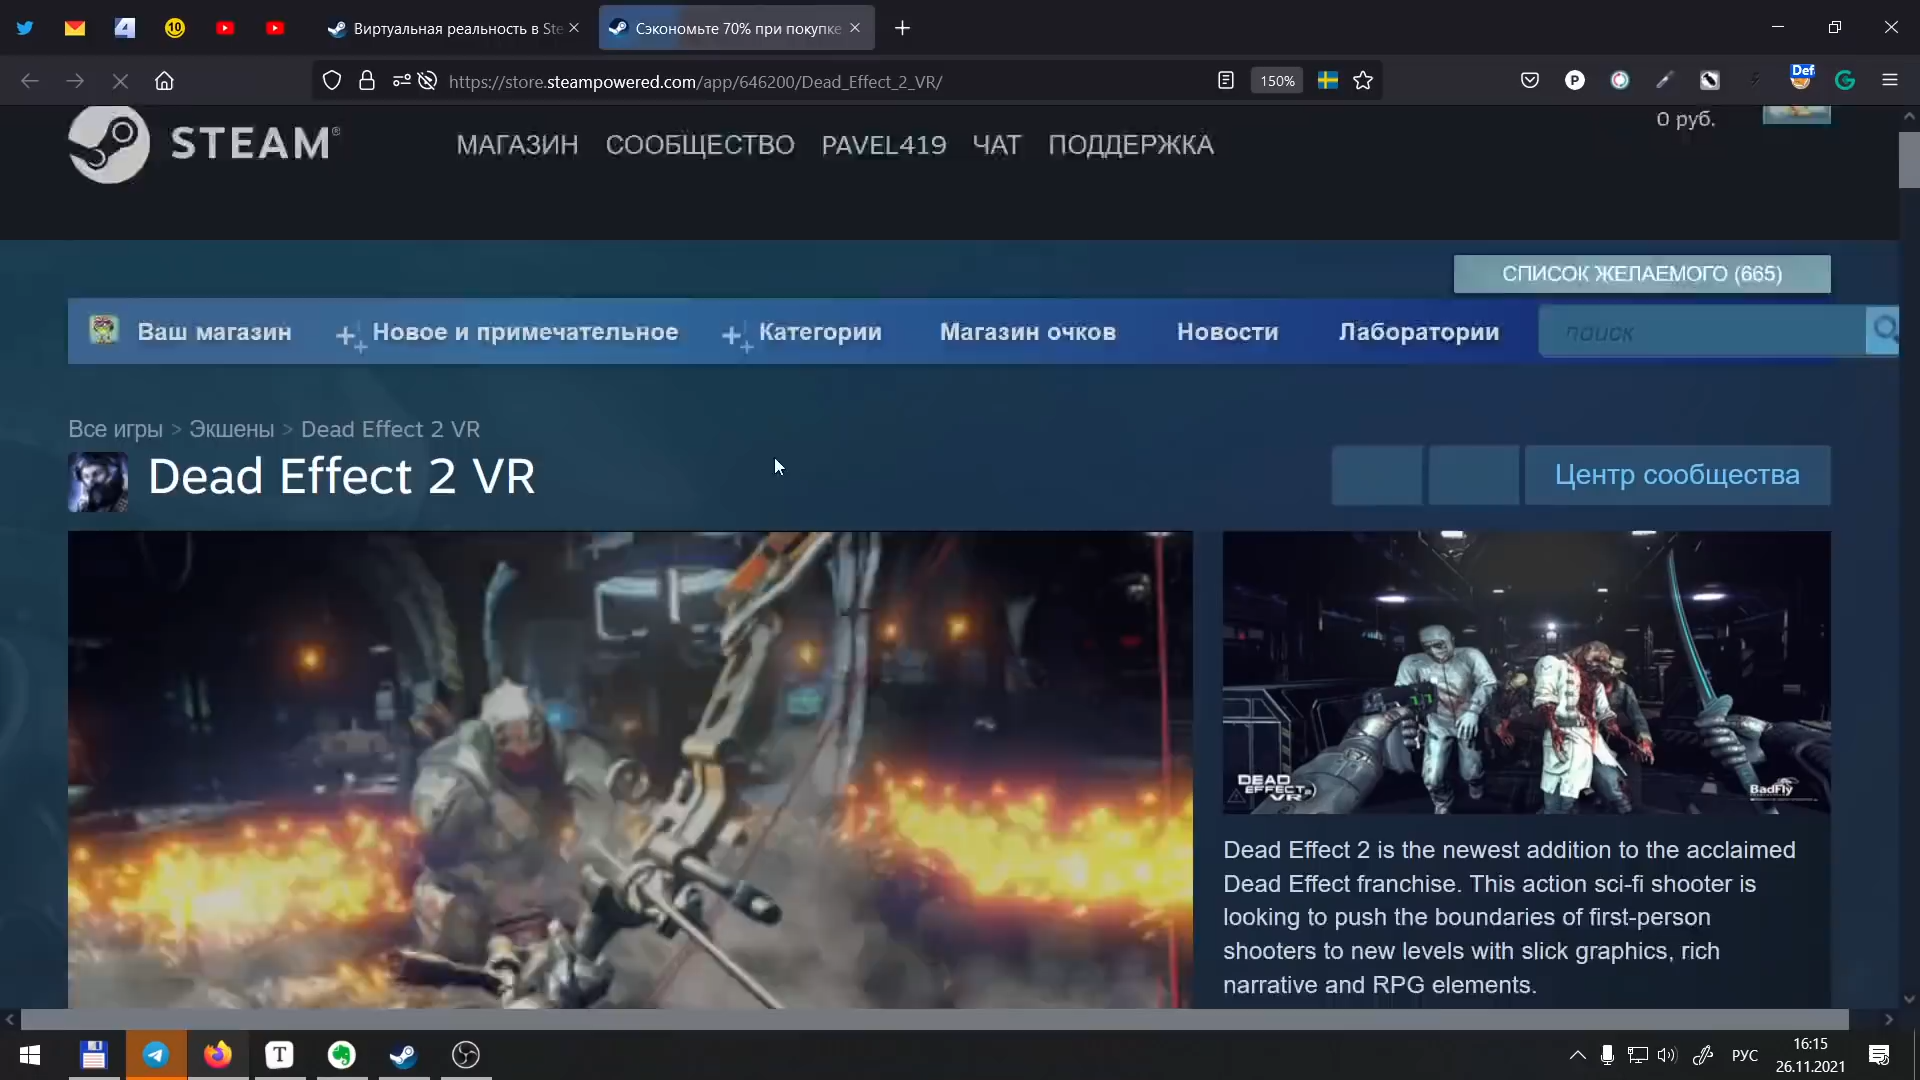 10
Виртуальная реальность в Ste
Сэкономьте 70% при покупке
https://store.steampowered.com/app/646200/Dead_Effect_2_VR/
150%
Def
STEAM®
МАГАЗИН
СООБЩЕСТВО
PAVEL419
ЧАТ
ПОДДЕРЖКА
0 руб.
СПИСОК ЖЕЛАЕМОГО (665)
Ваш магазин
Новое и примечательное
Категории
Магазин очков
Новости
Лаборатории
поиск
Все игры > Экшены > Dead Effect 2 VR
Dead Effect 2 VR
Центр сообщества
DEAD
EFFECT 2
VR
BadFly
Dead Effect 2 is the newest addition to the acclaimed
Dead Effect franchise. This action sci-fi shooter is
looking to push the boundaries of first-person
shooters to new levels with slick graphics, rich
narrative and RPG elements.
T
РУС
16:15
26.11.2021